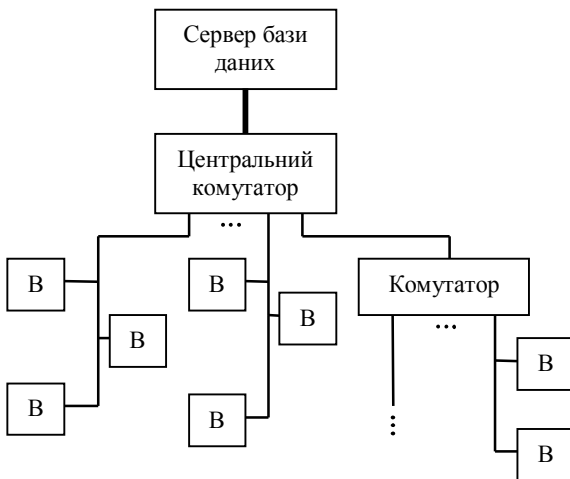 Сервер бази
даних
Центральний
комутатор
...
В
В
В
В
В
В
Комутатор
...
В
...
В